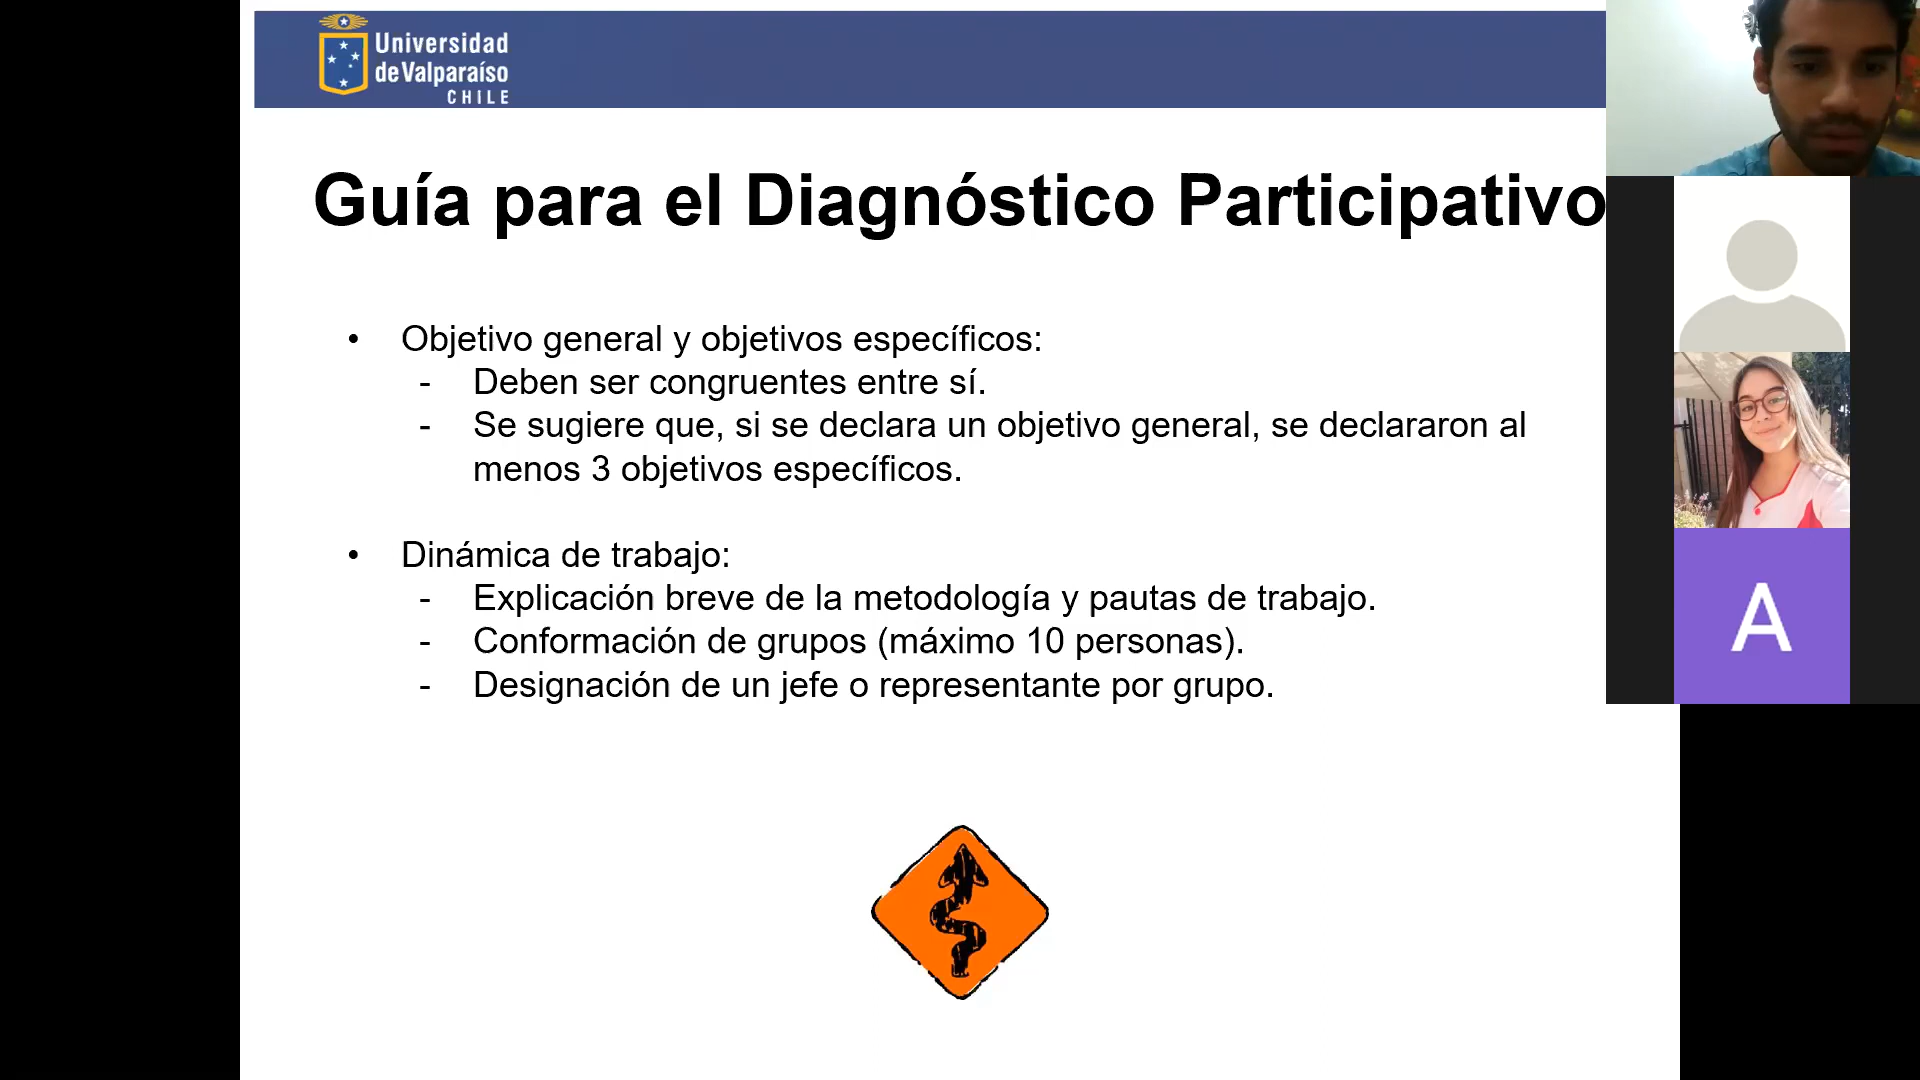 Universidad
de Valparaíso
CHILE
Guía para el Diagnóstico Participativo
• Objetivo general y objetivos específicos:
- Deben ser congruentes entre sí.
- Se sugiere que, si se declara un objetivo general, se declararon al
menos 3 objetivos específicos.
• Dinámica de trabajo:
- Explicación breve de la metodología y pautas de trabajo.
- Conformación de grupos (máximo 10 personas).
- Designación de un jefe o representante por grupo.
A